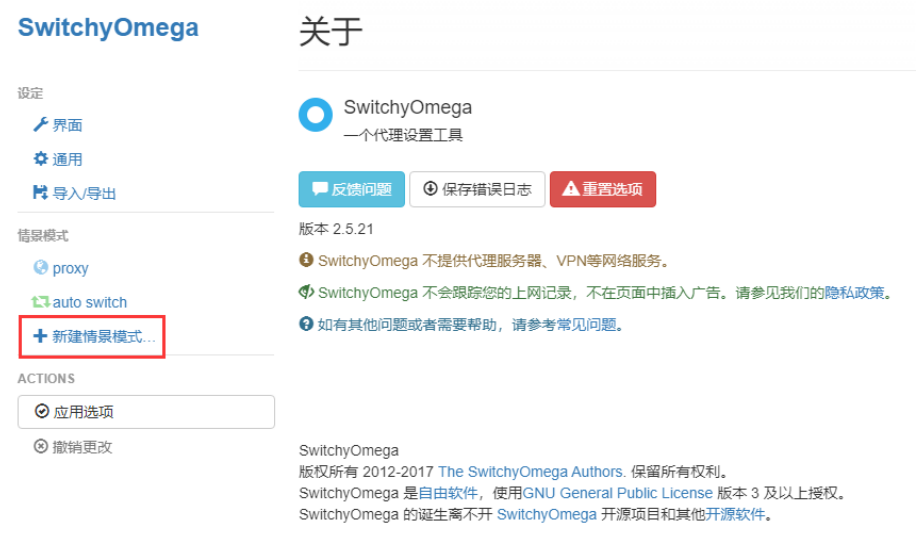 SwitchyOmega
设定
界面
通用
导入/导出
情景模式
proxy
auto switch
新建情景模式...
ACTIONS
应用选项
撤销更改
关于
SwitchyOmega
一个代理设置工具
反馈问题 保存错误日志 重置选项
版本 2.5.21
SwitchyOmega 不提供代理服务器、VPN等网络服务。
SwitchyOmega 不会跟踪您的上网记录，不在页面中插入广告。请参见我们的隐私政策。
如有其他问题或者需要帮助，请参考常见问题。
SwitchyOmega
版权所有 2012-2017 The SwitchyOmega Authors. 保留所有权利。
SwitchyOmega 是自由软件，使用GNU General Public License 版本 3 及以上授权。
SwitchyOmega 的诞生离不开 SwitchyOmega 开源项目和其他开源软件。